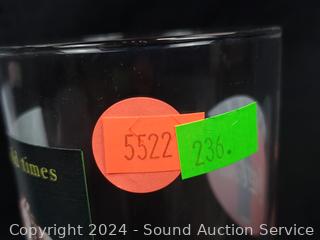 5522
236.
d times
Copyright 2024 - Sound Auction Service